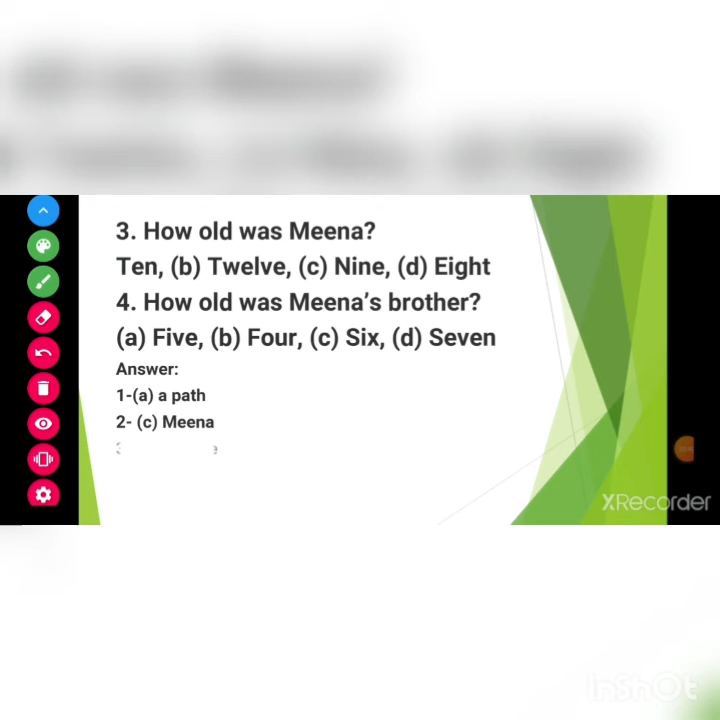 3. How old was Meena?
Ten, (b) Twelve, (c) Nine, (d) Eight
4. How old was Meena’s brother?
(a) Five, (b) Four, (c) Six, (d) Seven
Answer:
1-(a) a path
2- (c) Meena
XRecorder
InShOt